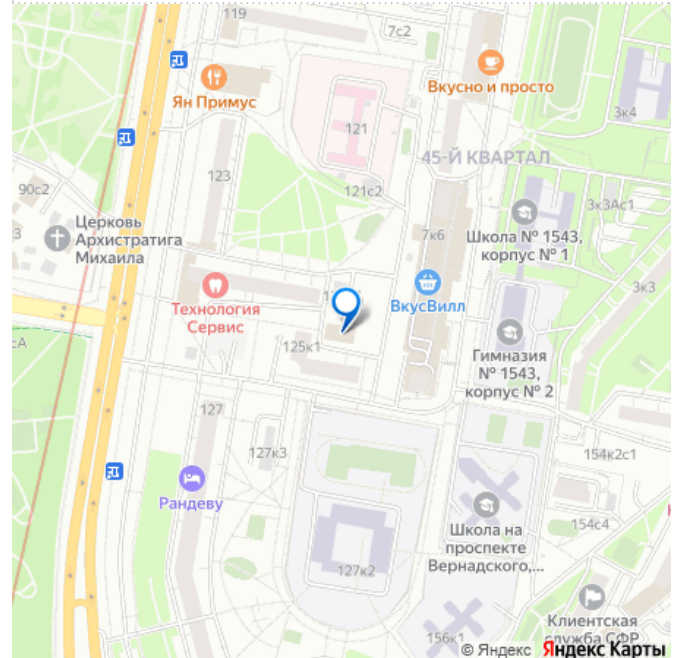 119
7с2
Ян Примус
Вкусно и просто
121
3к4
45-Й КВАРТАЛ
123
90с2
121с2
3к3Ас1
3
Церковь
Архистратига
Михаила
7к6
Школа № 1543,
корпус № 1
3к3
Технология
Сервис
ВкусВилл
сА
125к1
Гимназия
№ 1543,
корпус № 2
127
127к3
154к2с1
Рандеву
Школа на
проспекте
Вернадского,...
154с4
127к2
156к1
Клиентская
служба СФР
© Яндекс Яндекс Карты